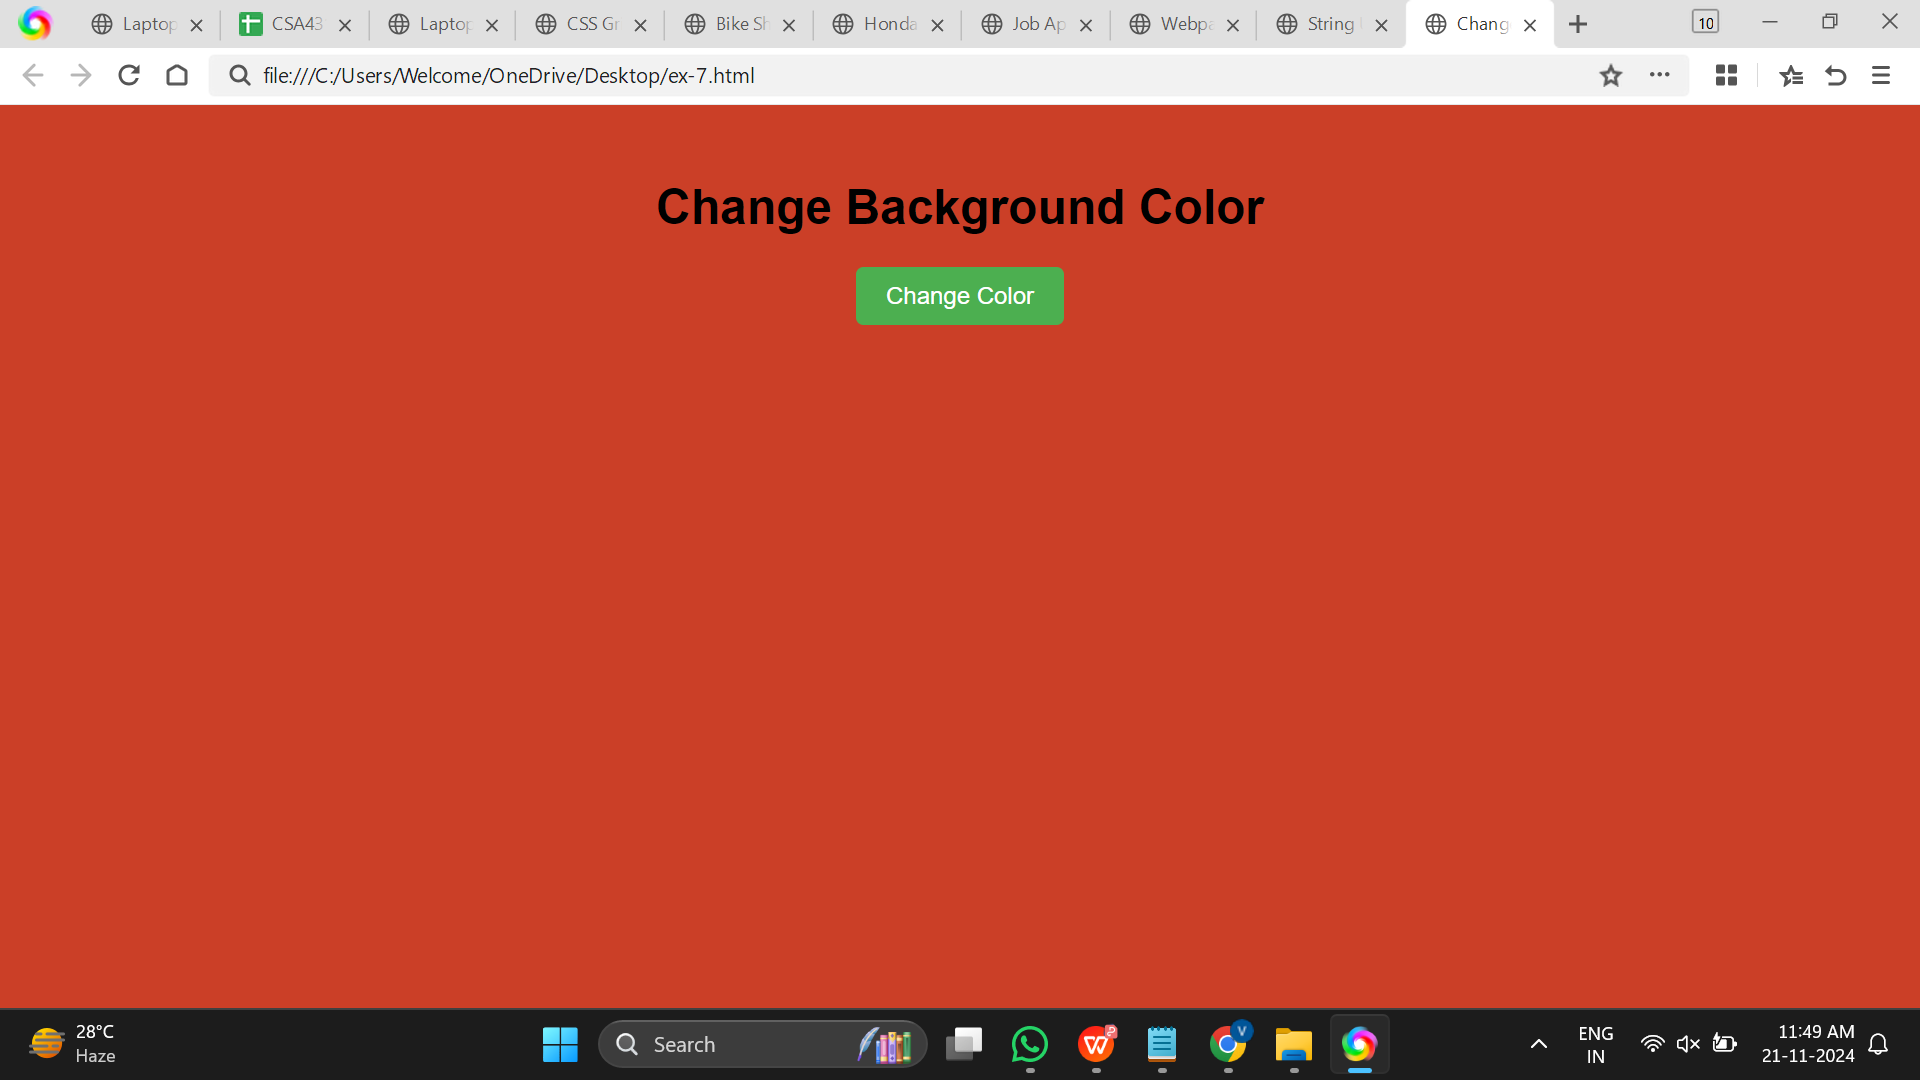 Laptop
CSA43
Laptop
CSS Gr
Bike Sh
Honda
Job Ap
Webpa
String
Chang
10
file:///C:/Users/Welcome/OneDrive/Desktop/ex-7.html
Change Background Color
Change Color
28°C
Haze
Search
V
ENG
IN
11:49 AM
21-11-2024